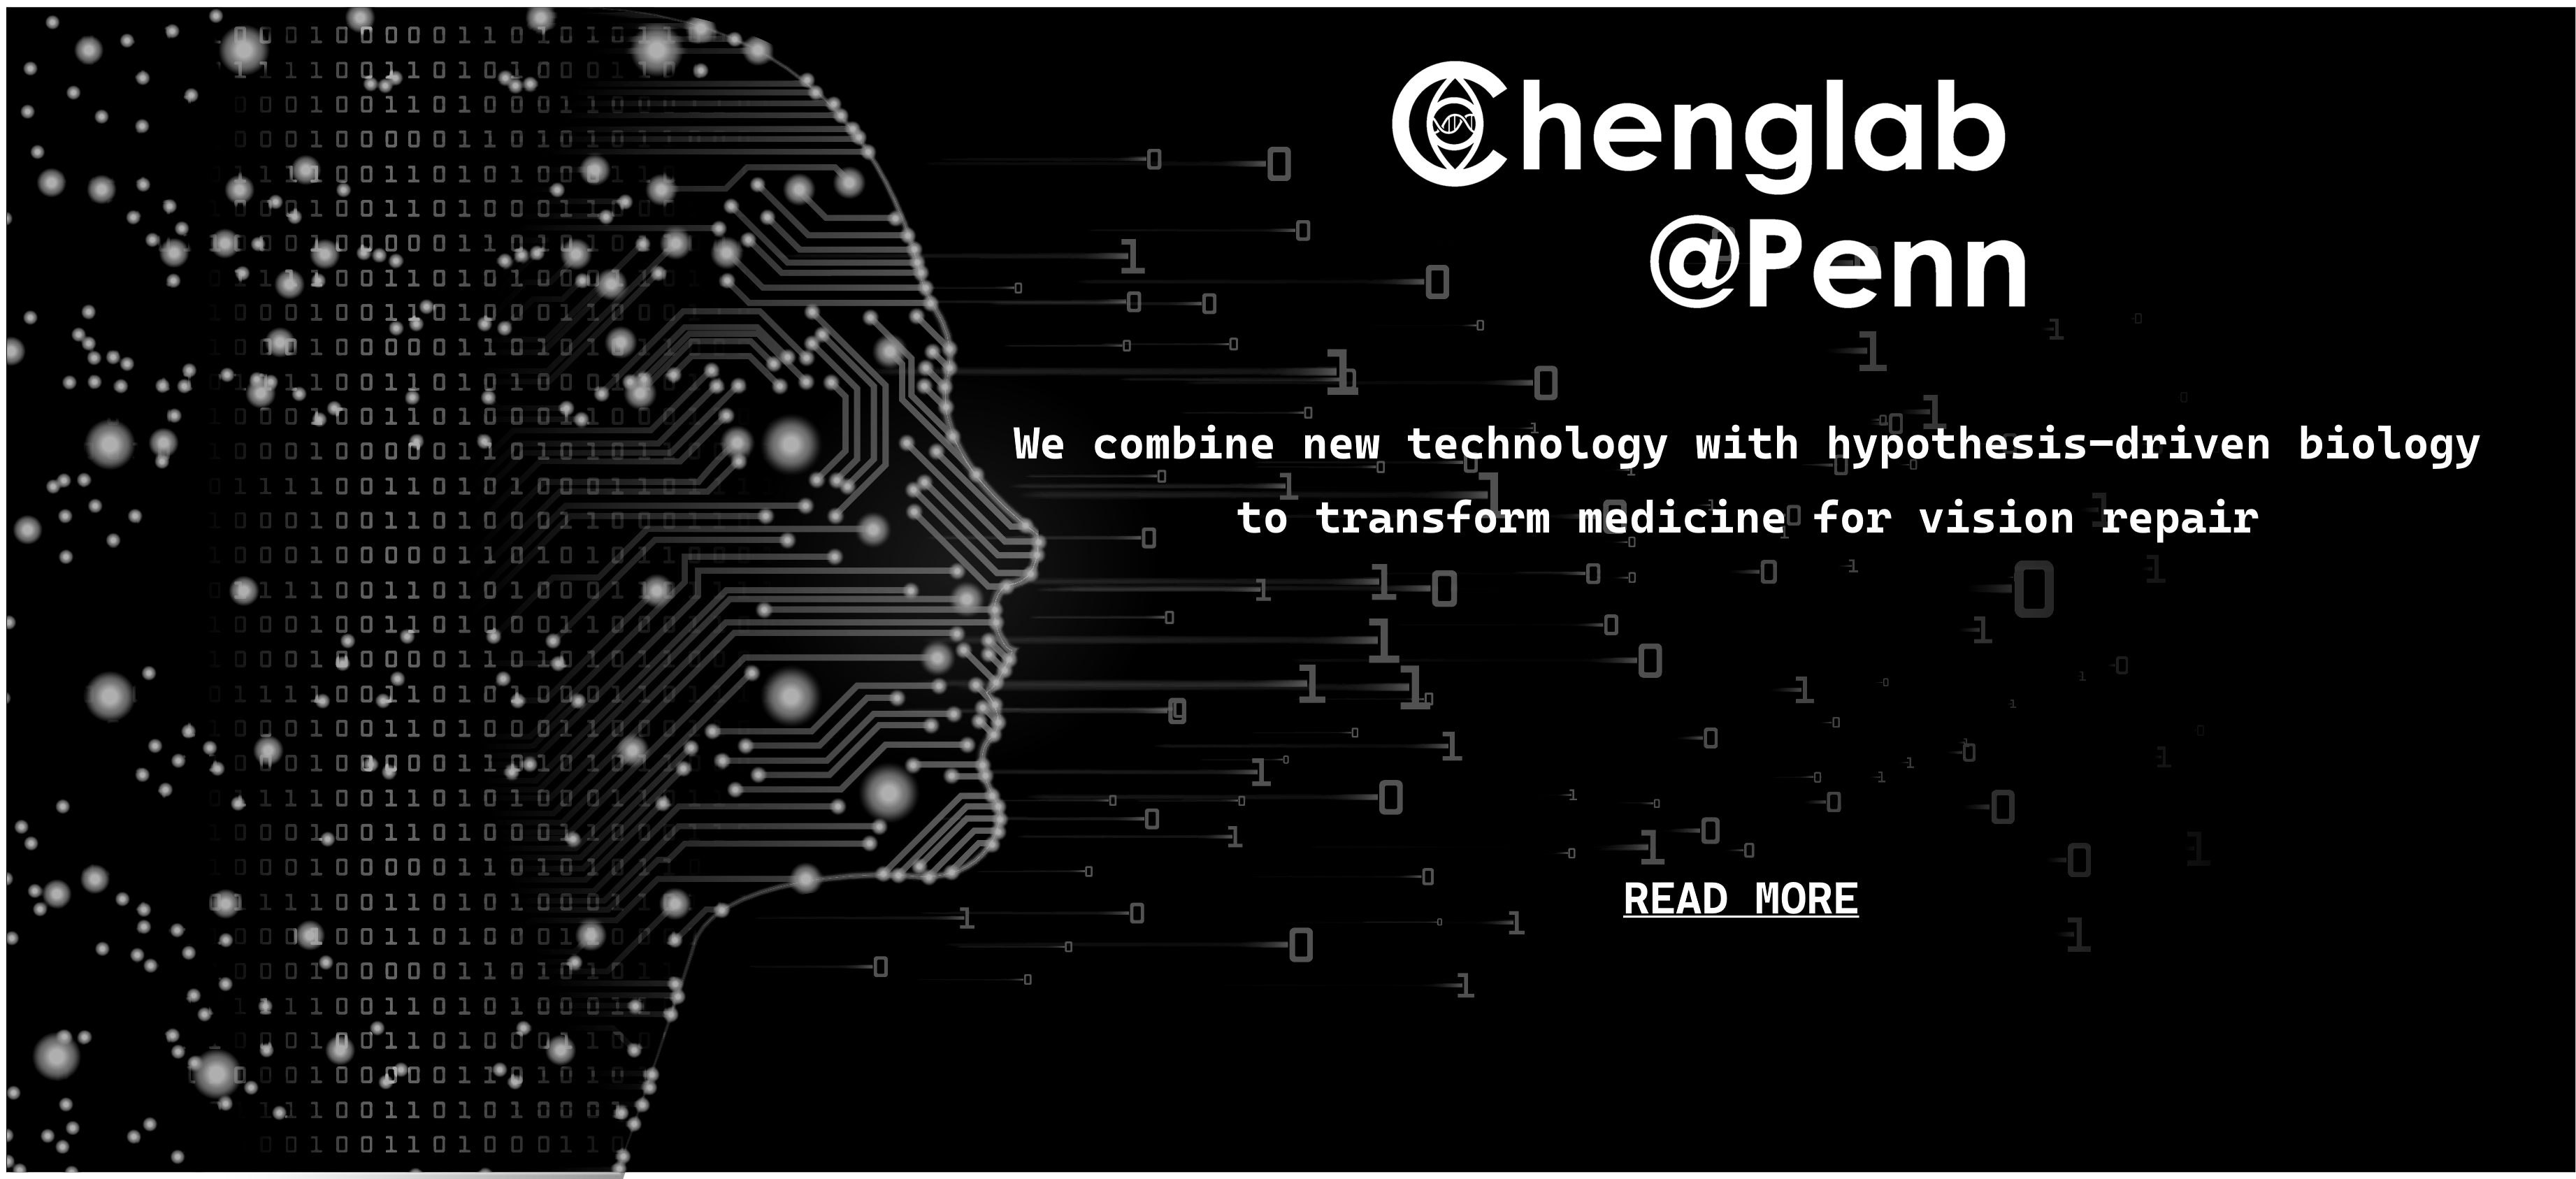 Chenglab
@Penn
We combine new technology with hypothesis-driven biology
to transform medicine for vision repair
READ MORE